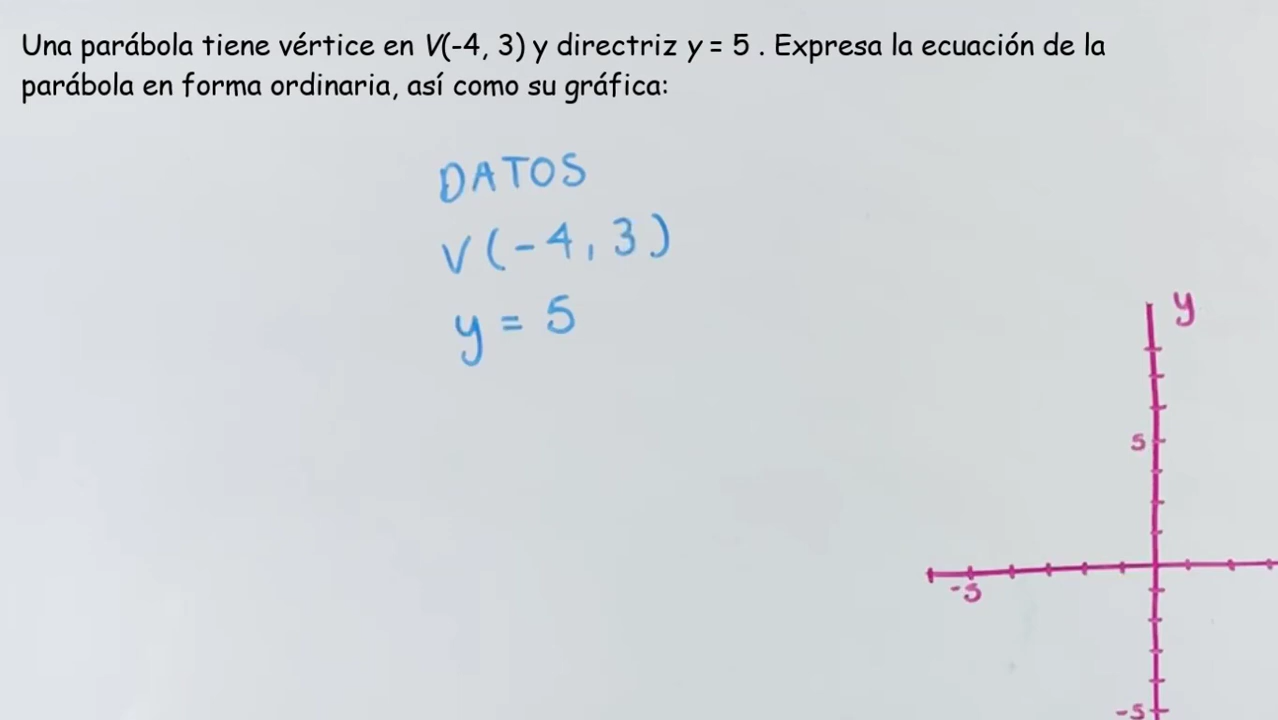 Una parábola tiene vértice en V(-4, 3) y directriz y = 5 . Expresa la ecuación de la
parábola en forma ordinaria, así como su gráfica:
DATOS
V(-4, 3)
y = 5
y
5
-5
-5